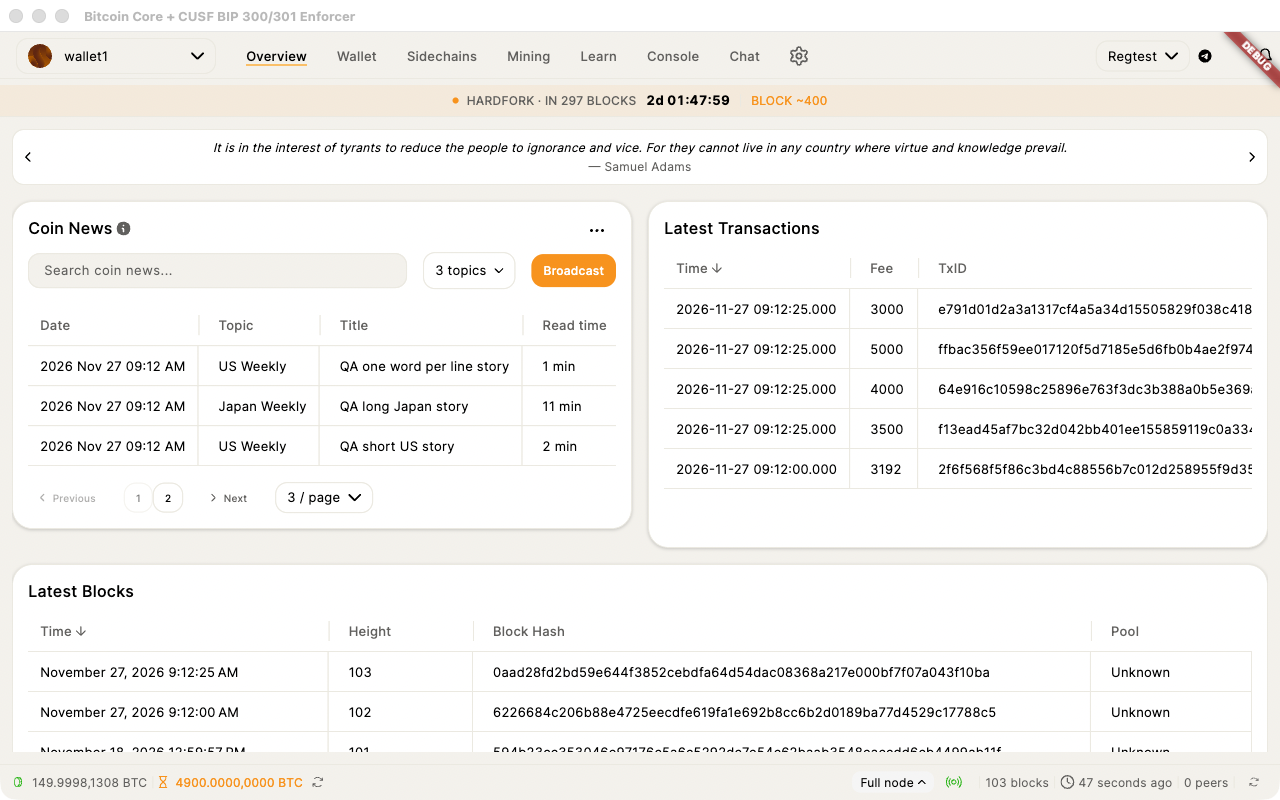 Bitcoin Core + CUSF BIP 300/301 Enforcer
wallet1
Overview
Wallet
Sidechains
Mining
Learn
Console
Chat
Regtest
DEBUG
HARDFORK · IN 297 BLOCKS 2d 01:47:59 BLOCK ~400
It is in the interest of tyrants to reduce the people to ignorance and vice. For they cannot live in any country where virtue and knowledge prevail.
— Samuel Adams
Coin News
Search coin news...
3 topics
Broadcast
Date Topic Title Read time
2026 Nov 27 09:12 AM US Weekly QA one word per line story 1 min
2026 Nov 27 09:12 AM Japan Weekly QA long Japan story 11 min
2026 Nov 27 09:12 AM US Weekly QA short US story 2 min
Previous 1 2 Next 3 / page
Latest Transactions
Time Fee TxID
2026-11-27 09:12:25.000 3000 e791d01d2a3a1317cf4a5a34d15505829f038c418
2026-11-27 09:12:25.000 5000 ffbac356f59ee017120f5d7185e5d6fb0b4ae2f974
2026-11-27 09:12:25.000 4000 64e916c10598c25896e763f3dc3b388a0b5e369
2026-11-27 09:12:25.000 3500 f13ead45af7bc32d042bb401ee155859119c0a334
2026-11-27 09:12:00.000 3192 2f6f568f5f86c3bd4c88556b7c012d258955f9d35
Latest Blocks
Time Height Block Hash Pool
November 27, 2026 9:12:25 AM 103 0aad28fd2bd59e644f3852cebdfa64d54dac08368a217e000bf7f07a043f10ba Unknown
November 27, 2026 9:12:00 AM 102 6226684c206b88e4725eecdfe619fa1e692b8cc6b2d0189ba77d4529c17788c5 Unknown
November 18, 2026 12:59:57 PM 101 Unknown
149.9998,1308 BTC 4900.0000,0000 BTC
Full node
103 blocks
47 seconds ago
0 peers